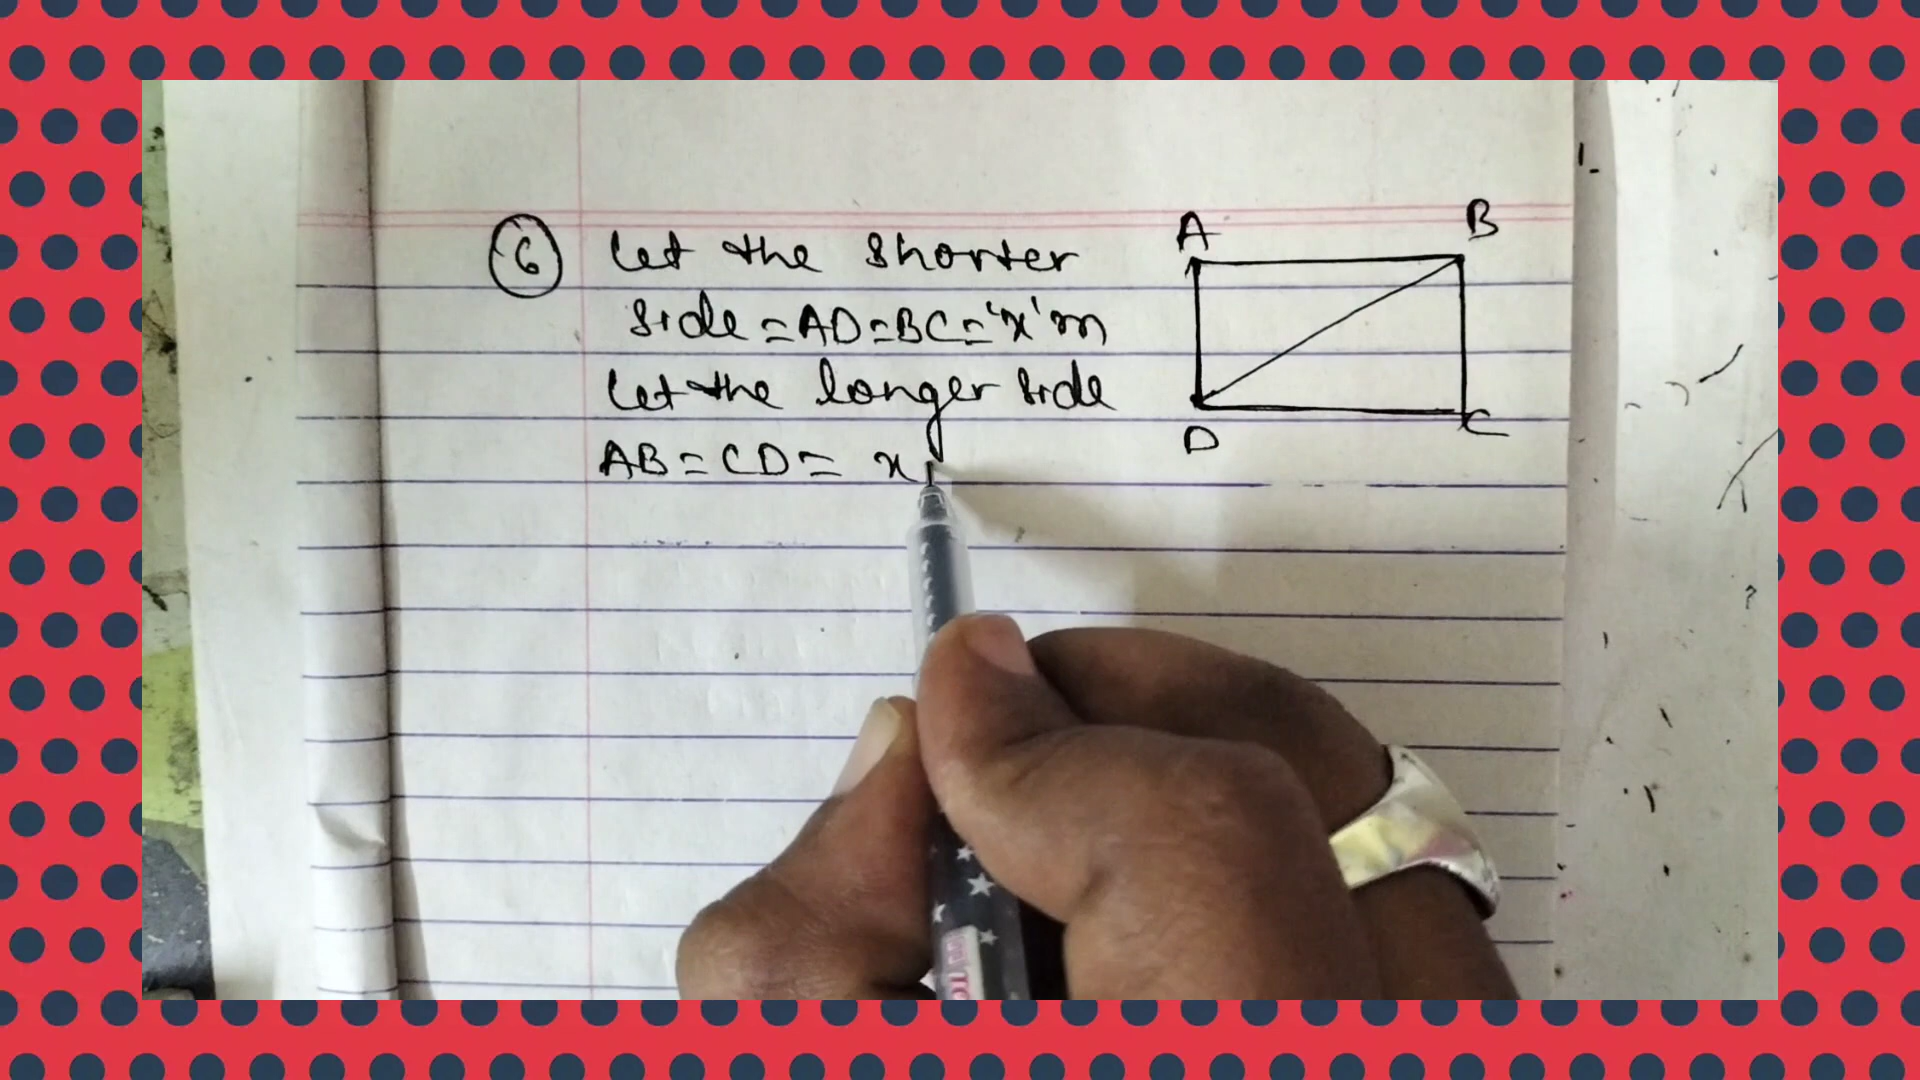 6 Let the shorter
side = AD = BC = 'x' m
Let the longer side
AB = CD = x
A
B
D
C